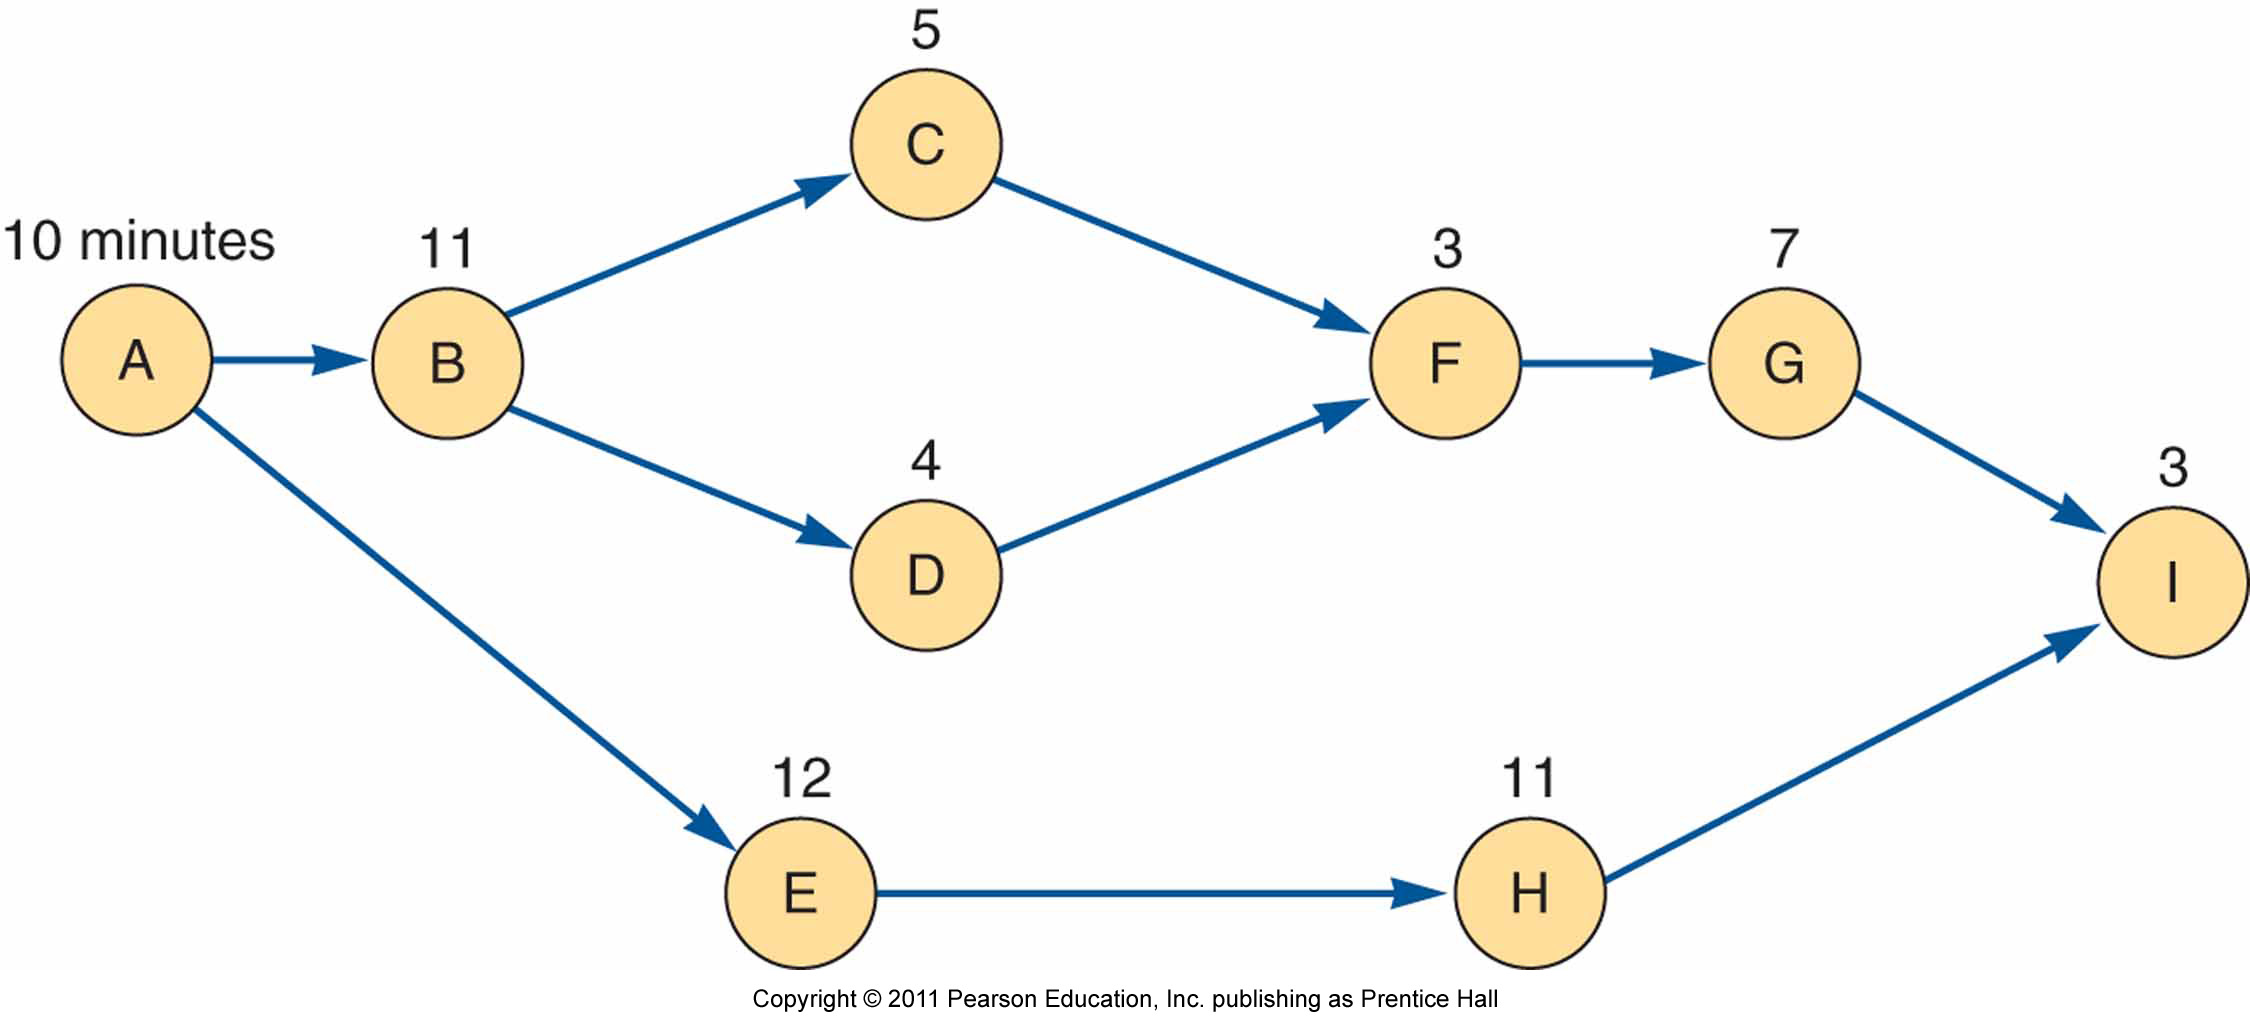 5
C
10 minutes
11
3
7
A
B
F
G
4
3
D
I
12
11
E
H
Copyright © 2011 Pearson Education, Inc. publishing as Prentice Hall